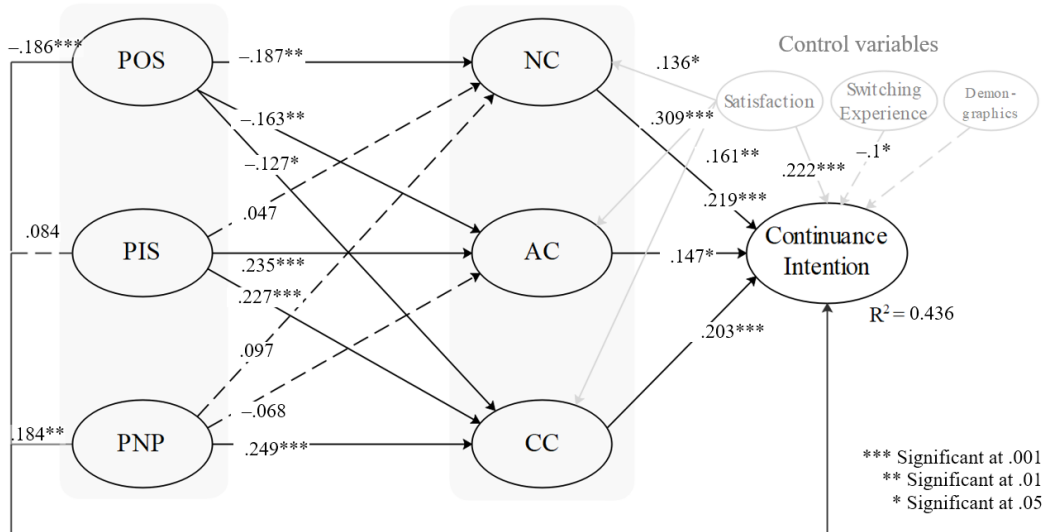 −.186***
POS
−.187**
NC
.136*
Control variables
Satisfaction
Switching
Experience
Demon-
graphics
−.163**
.309***
−.127*
.161**
.222***
−.1*
.219***
.084
.047
PIS
.235***
AC
.147*
Continuance
Intention
.227***
R² = 0.436
.203***
.097
−.068
.184**
PNP
.249***
CC
*** Significant at .001
** Significant at .01
* Significant at .05